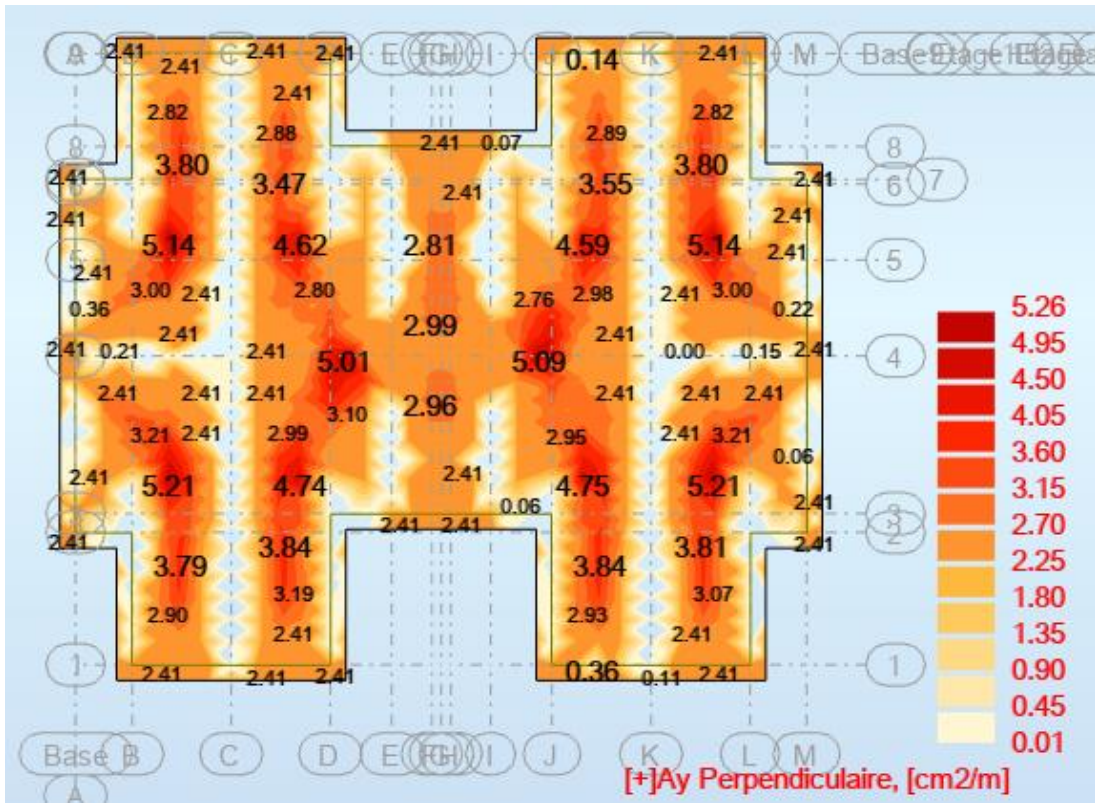 9 B C D E F G H I J K L M Base Etage
2.41 2.41 2.41 0.14 2.41
2.41
2.41
2.82 2.88 2.89 2.82
8 2.41 0.07 8
3.80 3.47 3.55 3.80
2.41 2.41 2.41 6 7
2.41 2.41
5.14 4.62 2.81 4.59 5.14 2.41
5 5
2.41
3.00 2.41 2.80 2.76 2.98 2.41 3.00
0.36 0.22
5.26
2.41 2.99 2.41
4.95
2.41 0.21 2.41 5.01 5.09 0.00 0.15 2.41 4
4.50
2.41 2.41 2.41 2.96 2.41 2.41 2.41
4.05
3.10
3.21 2.41 2.99 2.95 2.41 3.21
3.60
0.06
2.41 2.41
3.15
5.21 4.74 4.75 5.21
2.41
0.06
2.70
3
2.41 2.41 2
2.41 2.41
2.25
3.84 3.81
3.79 3.84
1.80
3.19 3.07
2.90 2.93
1.35
2.41 2.41
0.90
1 2.41 2.41 2.41 0.36 0.11 2.41 1
0.45
0.01
Base B C D E F G H I J K L M
[+]Ay Perpendiculaire, [cm2/m]
A